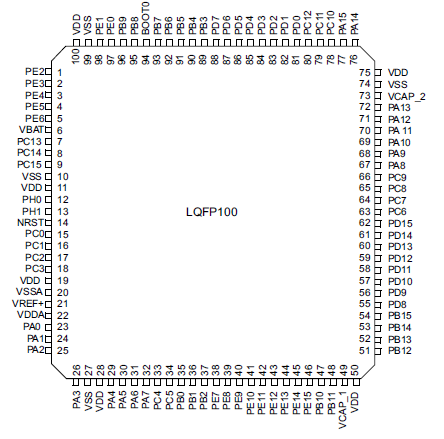 VDD VSS PE1 PE0 PB9 PB8 BOOT0 PB7 PB6 PB5 PB4 PB3 PD7 PD6 PD5 PD4 PD3 PD2 PD1 PD0 PC12 PC11 PC10 PA15 PA14
100 99 98 97 96 95 94 93 92 91 90 89 88 87 86 85 84 83 82 81 80 79 78 77 76
PE2 1 75 VDD
PE3 2 74 VSS
PE4 3 73 VCAP_2
PE5 4 72 PA13
PE6 5 71 PA12
VBAT 6 70 PA11
PC13 7 69 PA10
PC14 8 68 PA9
PC15 9 67 PA8
VSS 10 66 PC9
VDD 11 65 PC8
PH0 12 64 PC7
PH1 13 LQFP100 63 PC6
NRST 14 62 PD15
PC0 15 61 PD14
PC1 16 60 PD13
PC2 17 59 PD12
PC3 18 58 PD11
VDD 19 57 PD10
VSSA 20 56 PD9
VREF+ 21 55 PD8
VDDA 22 54 PB15
PA0 23 53 PB14
PA1 24 52 PB13
PA2 25 51 PB12
26 27 28 29 30 31 32 33 34 35 36 37 38 39 40 41 42 43 44 45 46 47 48 49 50
PA3 VSS VDD PA4 PA5 PA6 PA7 PC4 PC5 PB0 PB1 PB2 PE7 PE8 PE9 PE10 PE11 PE12 PE13 PE14 PE15 PB10 PB11 VCAP_1 VDD